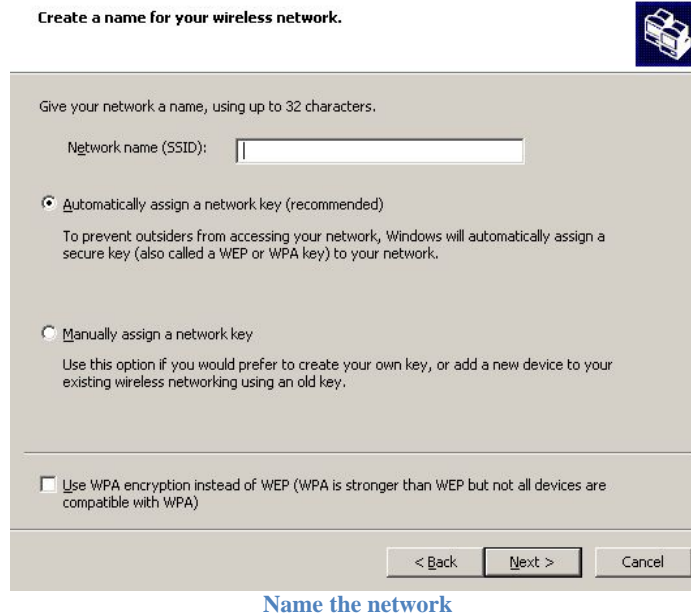 Create a name for your wireless network.
Give your network a name, using up to 32 characters.
Network name (SSID):
Automatically assign a network key (recommended)
To prevent outsiders from accessing your network, Windows will automatically assign a
secure key (also called a WEP or WPA key) to your network.
Manually assign a network key
Use this option if you would prefer to create your own key, or add a new device to your
existing wireless networking using an old key.
Use WPA encryption instead of WEP (WPA is stronger than WEP but not all devices are
compatible with WPA)
< Back Next > Cancel
Name the network